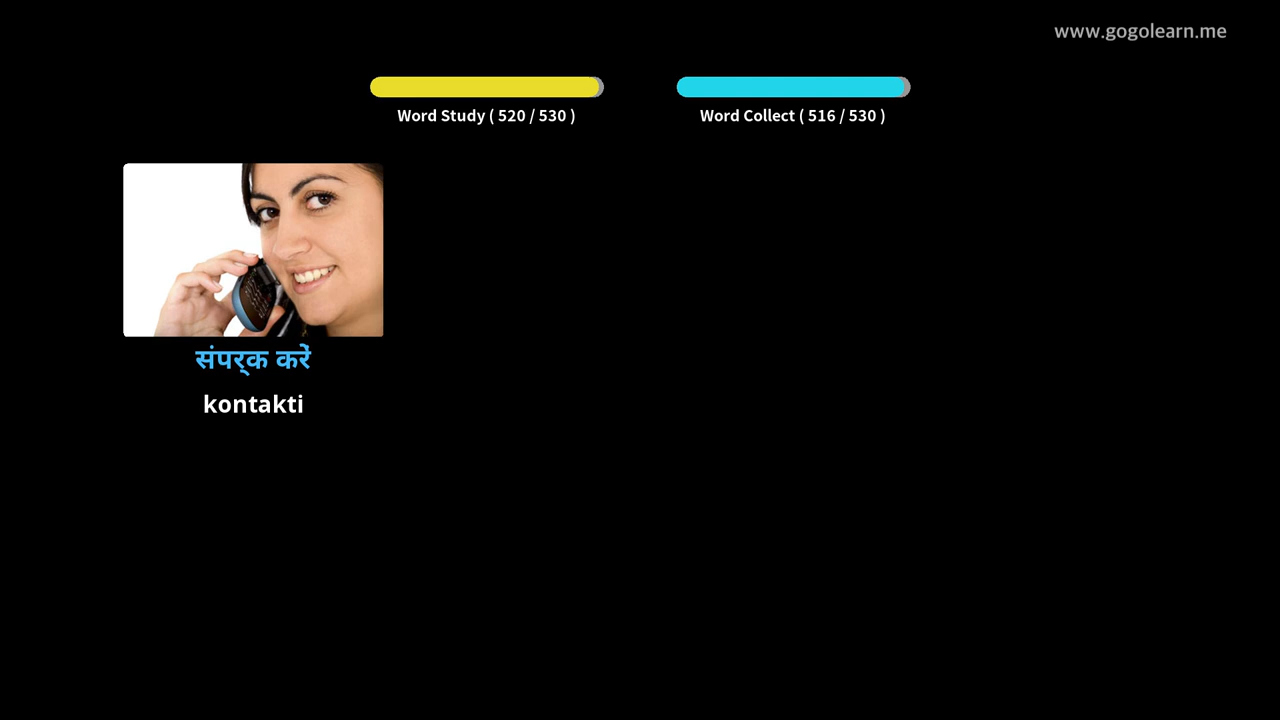 www.gogolearn.me
Word Study ( 520 / 530 )
Word Collect ( 516 / 530 )
संपर्क करें
kontakti